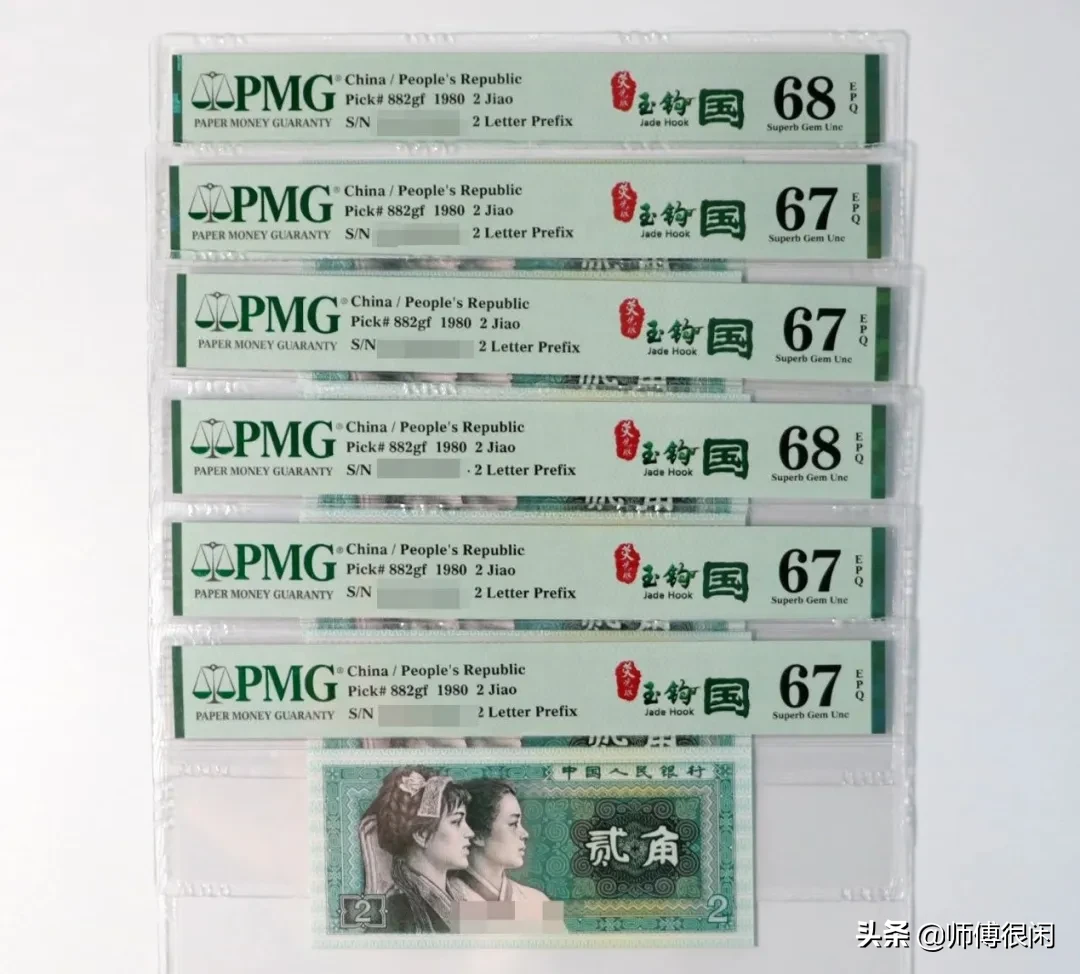 PMG® China / People's Republic
PAPER MONEY GUARANTY
Pick# 882gf 1980 2 Jiao
S/N 2 Letter Prefix
玉钩 国
Jade Hook
68 EPQ
Superb Gem Unc
PMG® China / People's Republic
PAPER MONEY GUARANTY
Pick# 882gf 1980 2 Jiao
S/N 2 Letter Prefix
玉钩 国
Jade Hook
67 EPQ
Superb Gem Unc
PMG® China / People's Republic
PAPER MONEY GUARANTY
Pick# 882gf 1980 2 Jiao
S/N 2 Letter Prefix
玉钩 国
Jade Hook
67 EPQ
Superb Gem Unc
贰角
PMG® China / People's Republic
PAPER MONEY GUARANTY
Pick# 882gf 1980 2 Jiao
S/N 2 Letter Prefix
玉钩 国
Jade Hook
68 EPQ
Superb Gem Unc
PMG® China / People's Republic
PAPER MONEY GUARANTY
Pick# 882gf 1980 2 Jiao
S/N 2 Letter Prefix
玉钩 国
Jade Hook
67 EPQ
Superb Gem Unc
PMG® China / People's Republic
PAPER MONEY GUARANTY
Pick# 882gf 1980 2 Jiao
S/N 2 Letter Prefix
玉钩 国
Jade Hook
67 EPQ
Superb Gem Unc
中国人民银行
贰角
2 2
头条 @师傅很闲